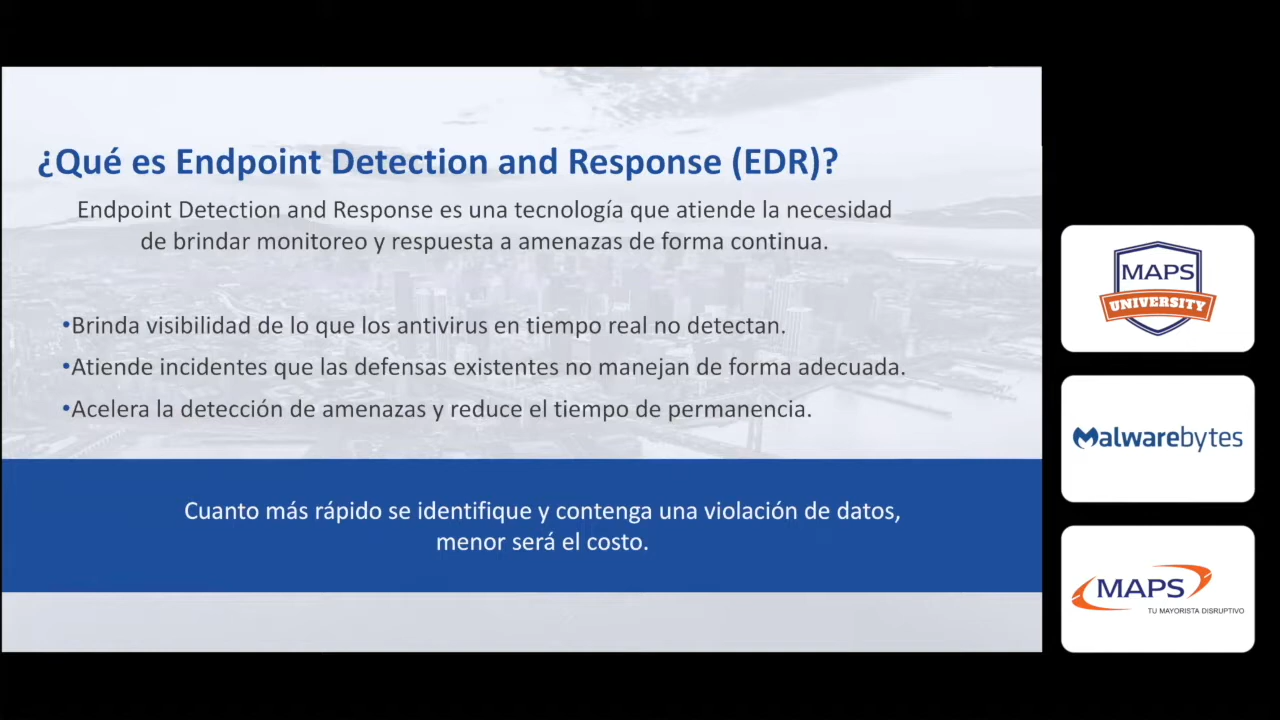 ¿Qué es Endpoint Detection and Response (EDR)?
Endpoint Detection and Response es una tecnología que atiende la necesidad
de brindar monitoreo y respuesta a amenazas de forma continua.
•Brinda visibilidad de lo que los antivirus en tiempo real no detectan.
•Atiende incidentes que las defensas existentes no manejan de forma adecuada.
•Acelera la detección de amenazas y reduce el tiempo de permanencia.
Cuanto más rápido se identifique y contenga una violación de datos,
menor será el costo.
MAPS
UNIVERSITY
Malwarebytes
MAPS
TU MAYORISTA DISRUPTIVO